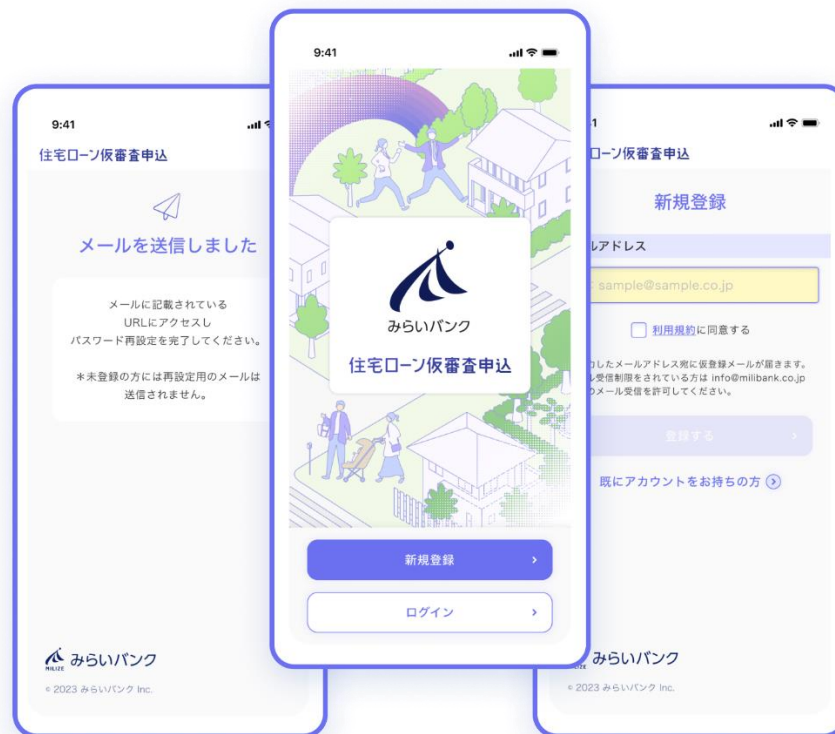 9:41
住宅ローン仮審査申込
メールを送信しました
メールに記載されている
URLにアクセスし
パスワード再設定を完了してください。
＊未登録の方には再設定用のメールは
送信されません。
MILIZE
みらいバンク
© 2023 みらいバンク Inc.
9:41
みらいバンク
住宅ローン仮審査申込
新規登録
ログイン
ローン仮審査申込
新規登録
ルアドレス
: sample@sample.co.jp
利用規約に同意する
力したメールアドレス宛に仮登録メールが届きます。
ル受信制限をされている方は info@milibank.co.jp
のメール受信を許可してください。
登録する
既にアカウントをお持ちの方
みらいバンク
© 2023 みらいバンク Inc.